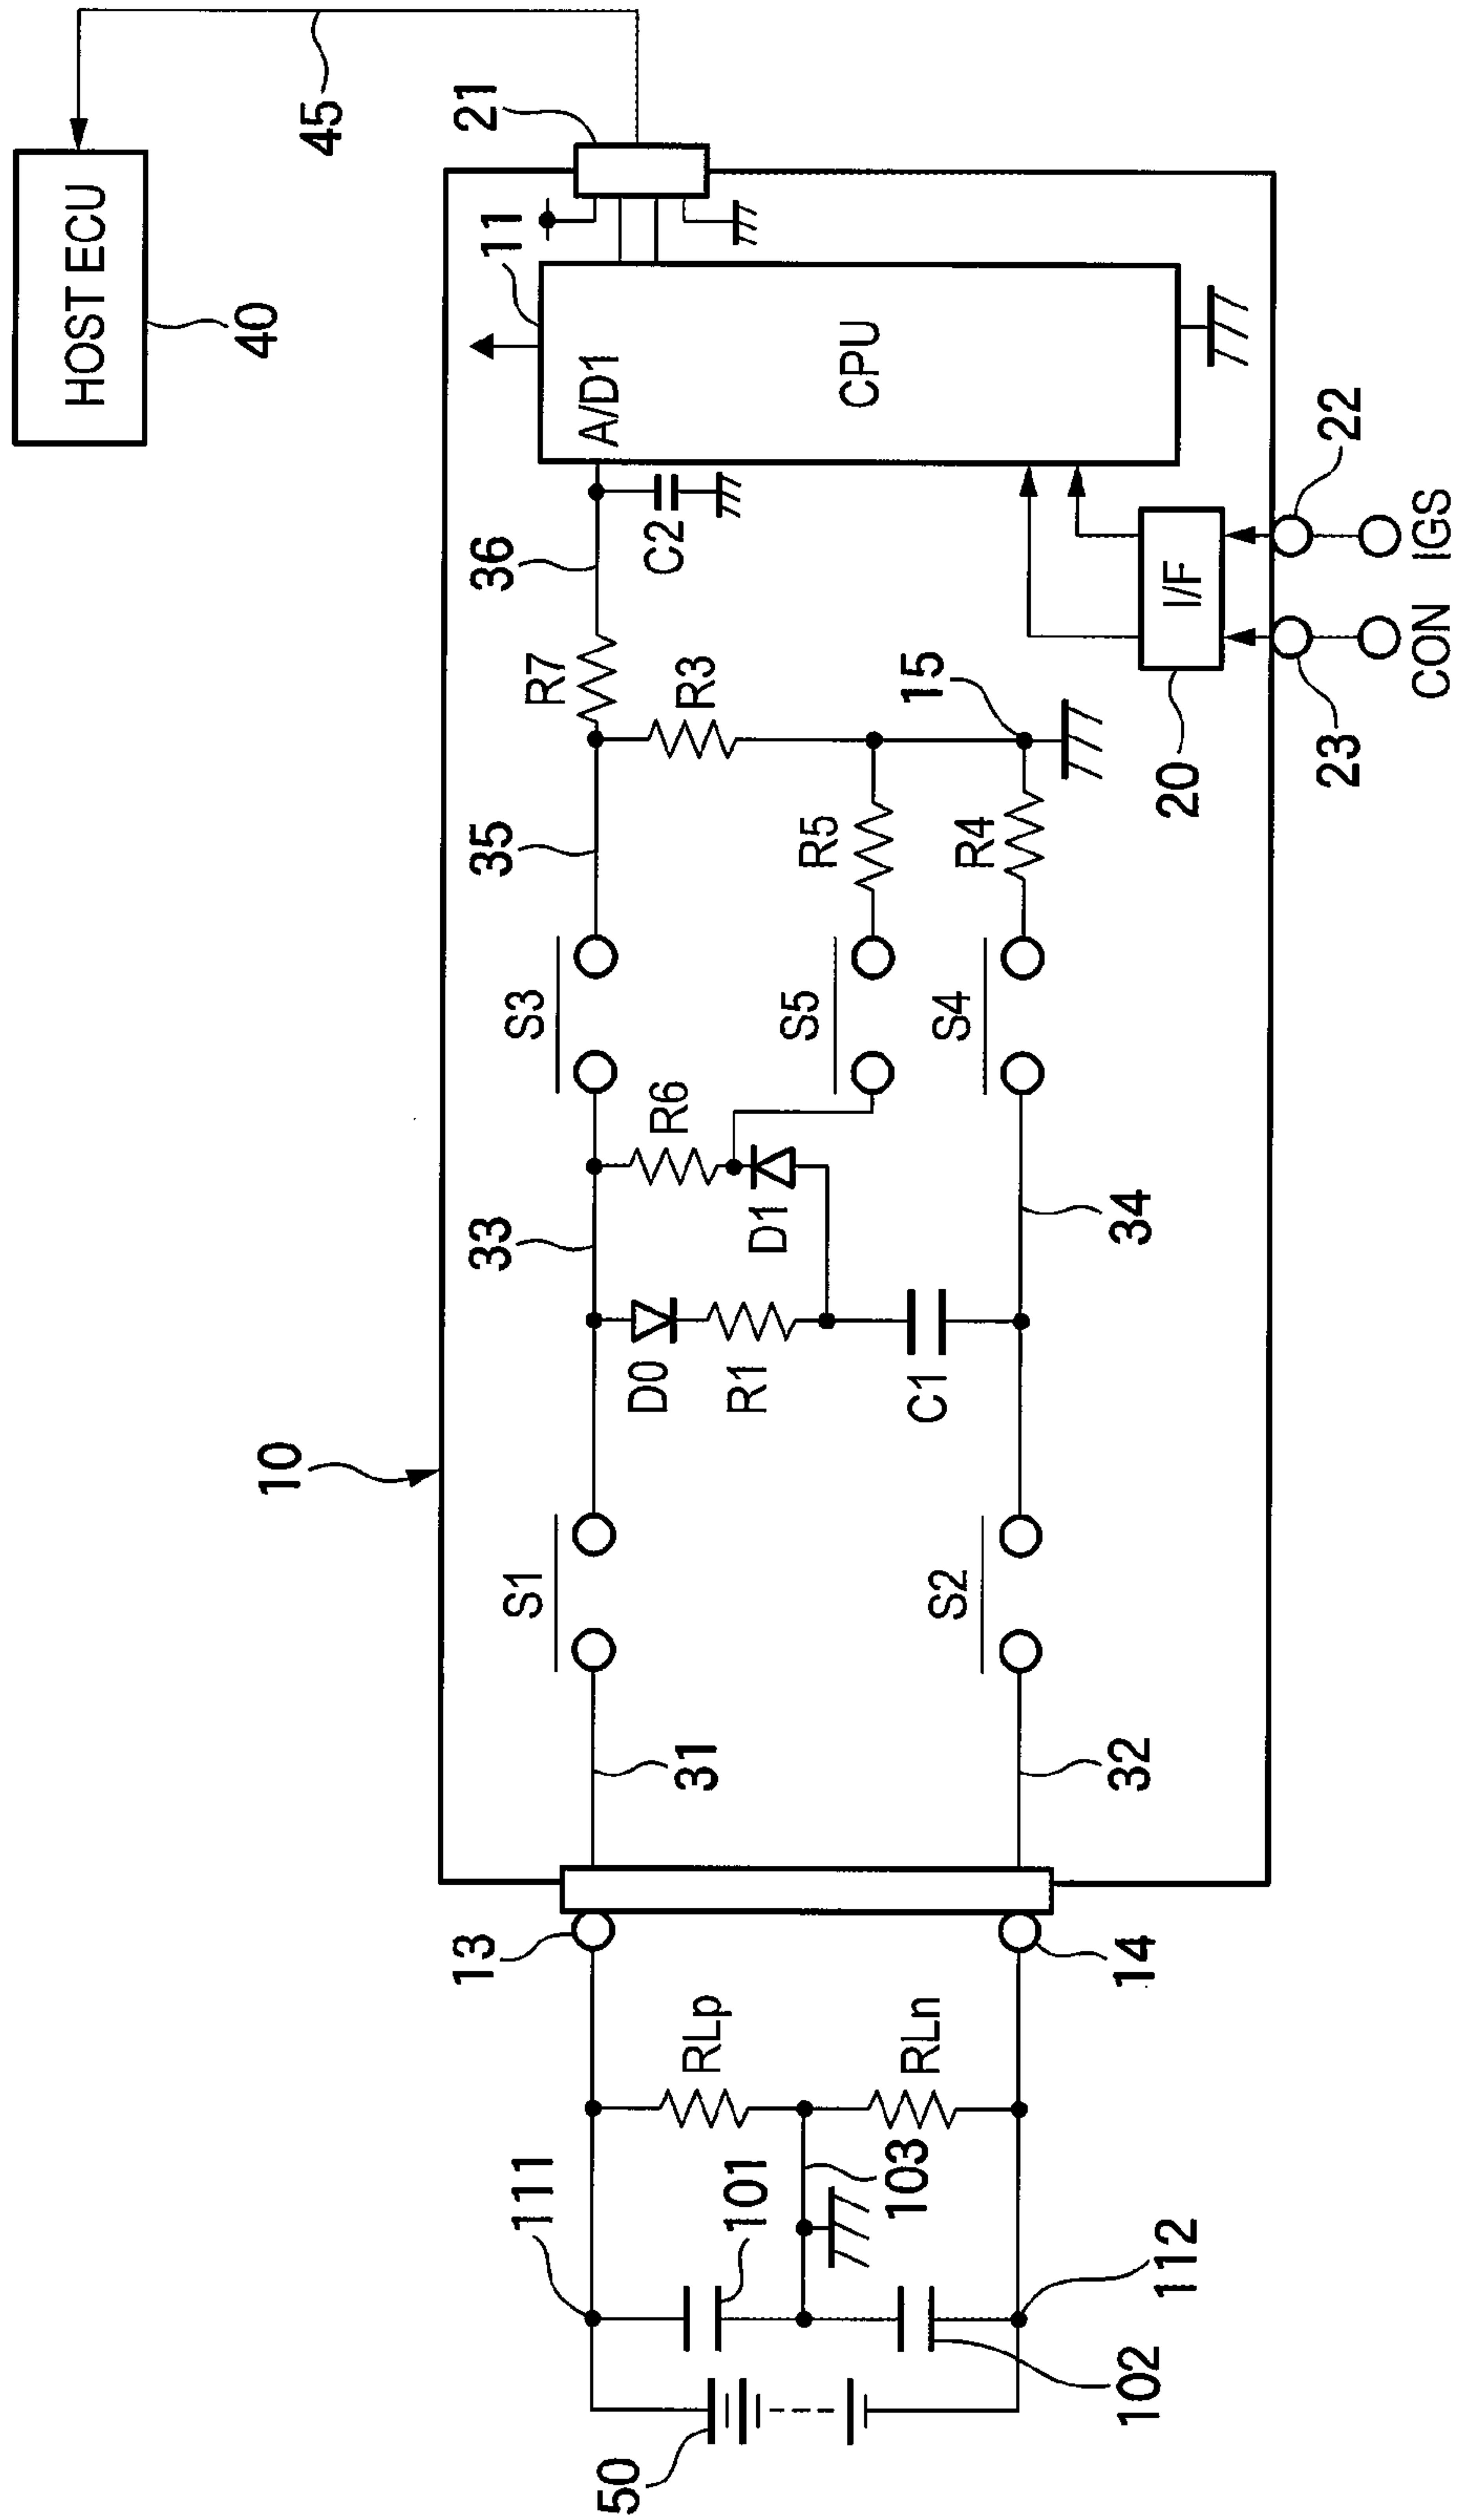 HOST ECU
40
45
21
11
A/D1
CPU
C2
36
R7
R3
35
15
R5
R4
I/F
20
22
23
CON IGS
S3
S5
S4
R6
D1
33
34
D0
R1
C1
10
S1
S2
31
32
13
14
RLp
RLn
111
101
103
112
102
50